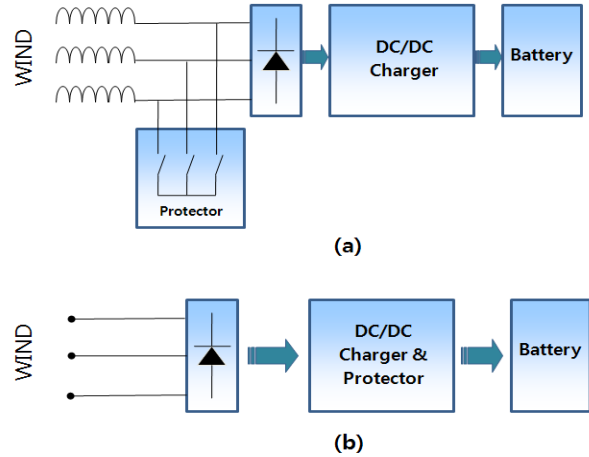 WIND
DC/DC
Charger
Battery
Protector
(a)
WIND
DC/DC
Charger &
Protector
Battery
(b)